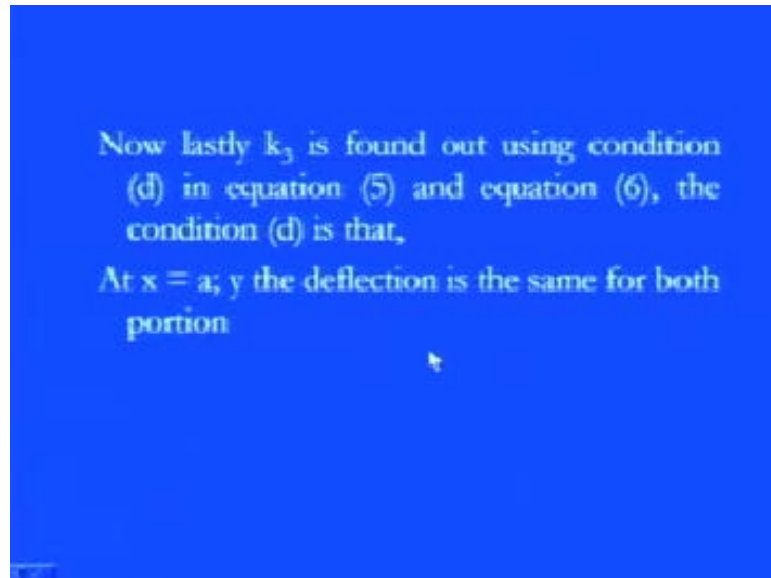 Now lastly k₃ is found out using condition
(d) in equation (5) and equation (6), the
condition (d) is that,
At x = a; y the deflection is the same for both
portion